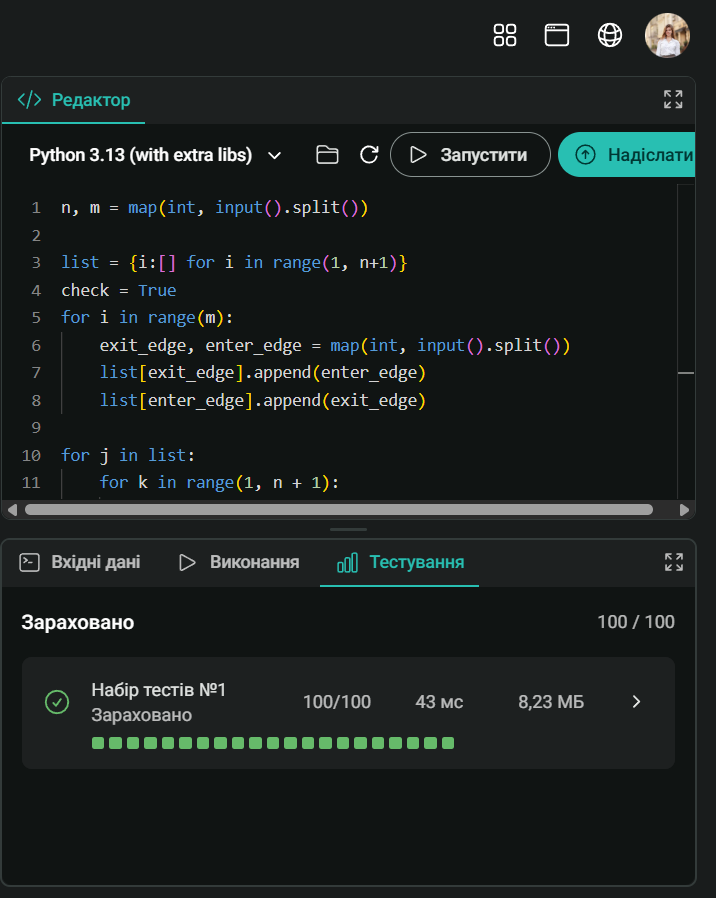 </> Редактор
Python 3.13 (with extra libs) Запустити Надіслати
1 n, m = map(int, input().split())
2
3 list = {i:[] for i in range(1, n+1)}
4 check = True
5 for i in range(m):
6 exit_edge, enter_edge = map(int, input().split())
7 list[exit_edge].append(enter_edge)
8 list[enter_edge].append(exit_edge)
9
10 for j in list:
11 for k in range(1, n + 1):
Вхідні дані Виконання Тестування
Зараховано 100 / 100
Набір тестів №1 100/100 43 мс 8,23 МБ
Зараховано